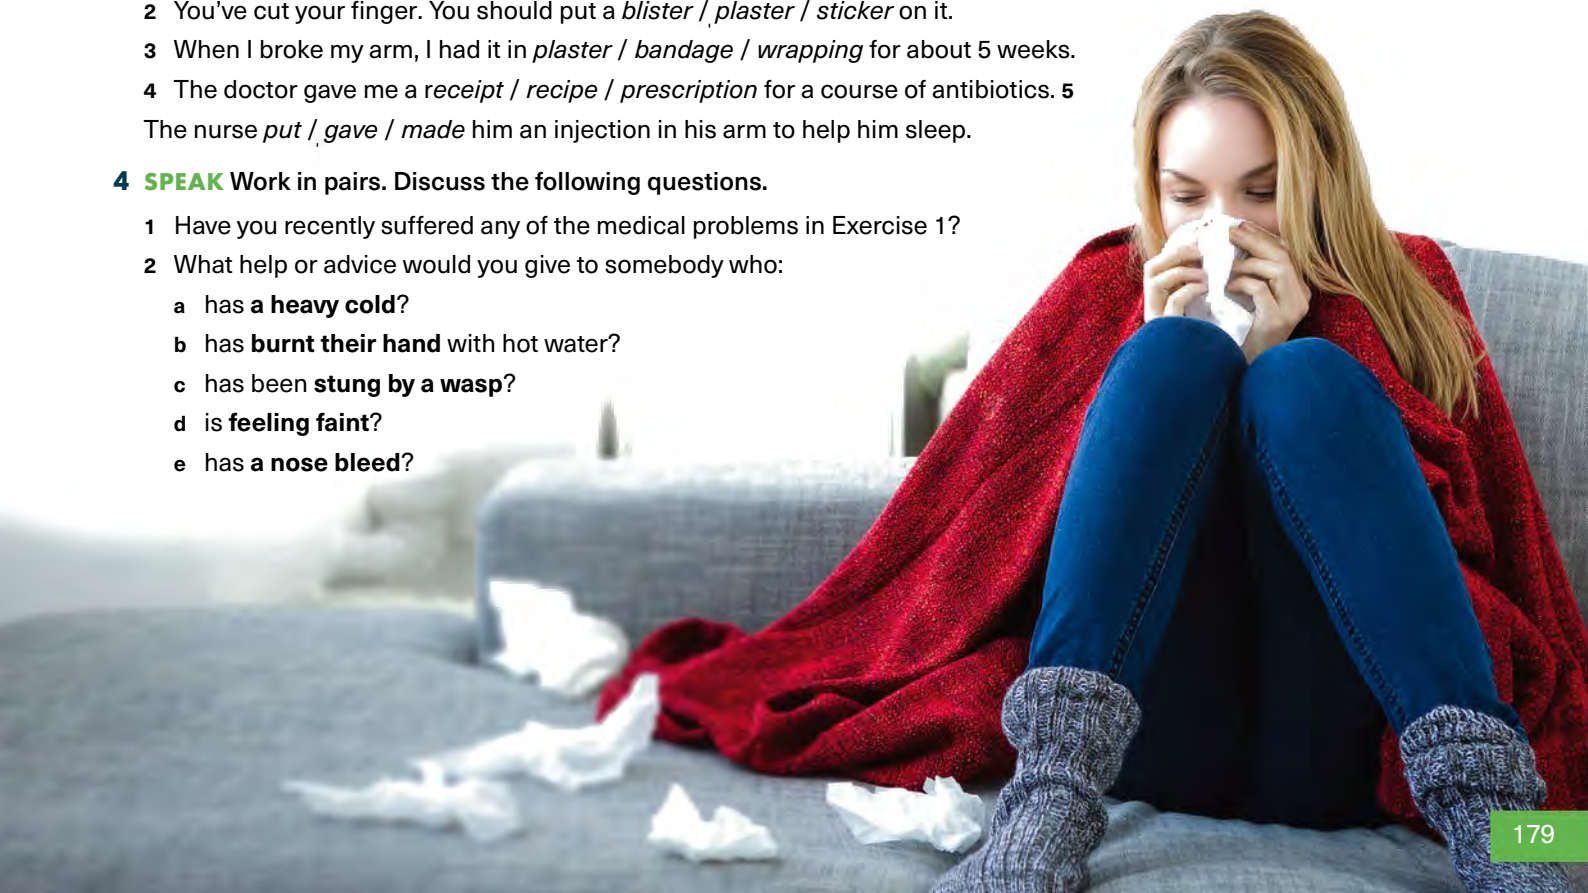 2 You’ve cut your finger. You should put a blister / plaster / sticker on it.
3 When I broke my arm, I had it in plaster / bandage / wrapping for about 5 weeks.
4 The doctor gave me a receipt / recipe / prescription for a course of antibiotics. 5
The nurse put / gave / made him an injection in his arm to help him sleep.
4 SPEAK Work in pairs. Discuss the following questions.
1 Have you recently suffered any of the medical problems in Exercise 1?
2 What help or advice would you give to somebody who:
a has a heavy cold?
b has burnt their hand with hot water?
c has been stung by a wasp?
d is feeling faint?
e has a nose bleed?
179